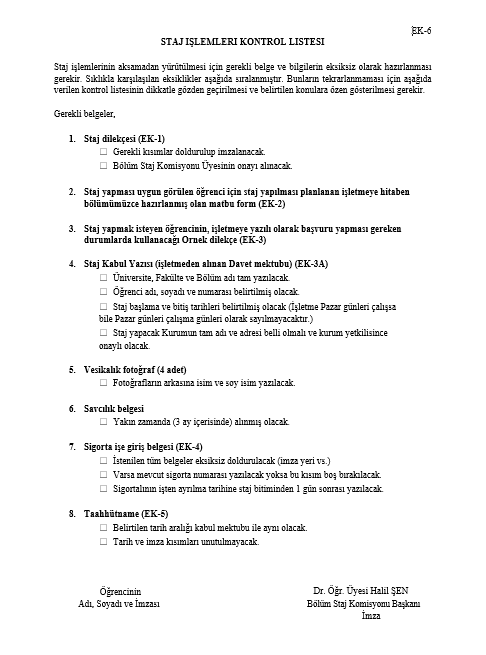 EK-6
STAJ IŞLEMLERI KONTROL LISTESI
Staj işlemlerinin aksamadan yürütülmesi için gerekli belge ve bilgilerin eksiksiz olarak hazırlanması
gerekir. Sıklıkla karşılaşılan eksiklikler aşağıda sıralanmıştır. Bunların tekrarlanmaması için aşağıda
verilen kontrol listesinin dikkatle gözden geçirilmesi ve belirtilen konulara özen gösterilmesi gerekir.
Gerekli belgeler,
1. Staj dilekçesi (EK-1)
☐ Gerekli kısımlar doldurulup imzalanacak.
☐ Bölüm Staj Komisyonu Üyesinin onayı alınacak.
2. Staj yapması uygun görülen öğrenci için staj yapılması planlanan işletmeye hitaben
bölümümüzce hazırlanmış olan matbu form (EK-2)
3. Staj yapmak isteyen öğrencinin, işletmeye yazılı olarak başvuru yapması gereken
durumlarda kullanacağı Ornek dilekçe (EK-3)
4. Staj Kabul Yazısı (işletmeden alınan Davet mektubu) (EK-3A)
☐ Üniversite, Fakülte ve Bölüm adı tam yazılacak.
☐ Öğrenci adı, soyadı ve numarası belirtilmiş olacak.
☐ Staj başlama ve bitiş tarihleri belirtilmiş olacak (İşletme Pazar günleri çalışsa
bile Pazar günleri çalışma günleri olarak sayılmayacaktır.)
☐ Staj yapacak Kurumun tam adı ve adresi belli olmalı ve kurum yetkilisince
onaylı olacak.
5. Vesikalık fotoğraf (4 adet)
☐ Fotoğrafların arkasına isim ve soy isim yazılacak.
6. Savcılık belgesi
☐ Yakın zamanda (3 ay içerisinde) alınmış olacak.
7. Sigorta işe giriş belgesi (EK-4)
☐ İstenilen tüm belgeler eksiksiz doldurulacak (imza yeri vs.)
☐ Varsa mevcut sigorta numarası yazılacak yoksa bu kısım boş bırakılacak.
☐ Sigortalının işten ayrılma tarihine staj bitiminden 1 gün sonrası yazılacak.
8. Taahhütname (EK-5)
☐ Belirtilen tarih aralığı kabul mektubu ile aynı olacak.
☐ Tarih ve imza kısımları unutulmayacak.
Öğrencinin
Adı, Soyadı ve İmzası
Dr. Öğr. Üyesi Halil ŞEN
Bölüm Staj Komisyonu Başkanı
İmza